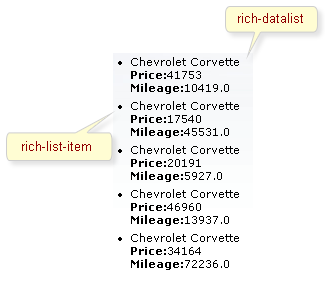 rich-datalist
• Chevrolet Corvette
Price:41753
Mileage:10419.0
• Chevrolet Corvette
Price:17540
Mileage:45531.0
rich-list-item
• Chevrolet Corvette
Price:20191
Mileage:5927.0
• Chevrolet Corvette
Price:46960
Mileage:13937.0
• Chevrolet Corvette
Price:34164
Mileage:72236.0